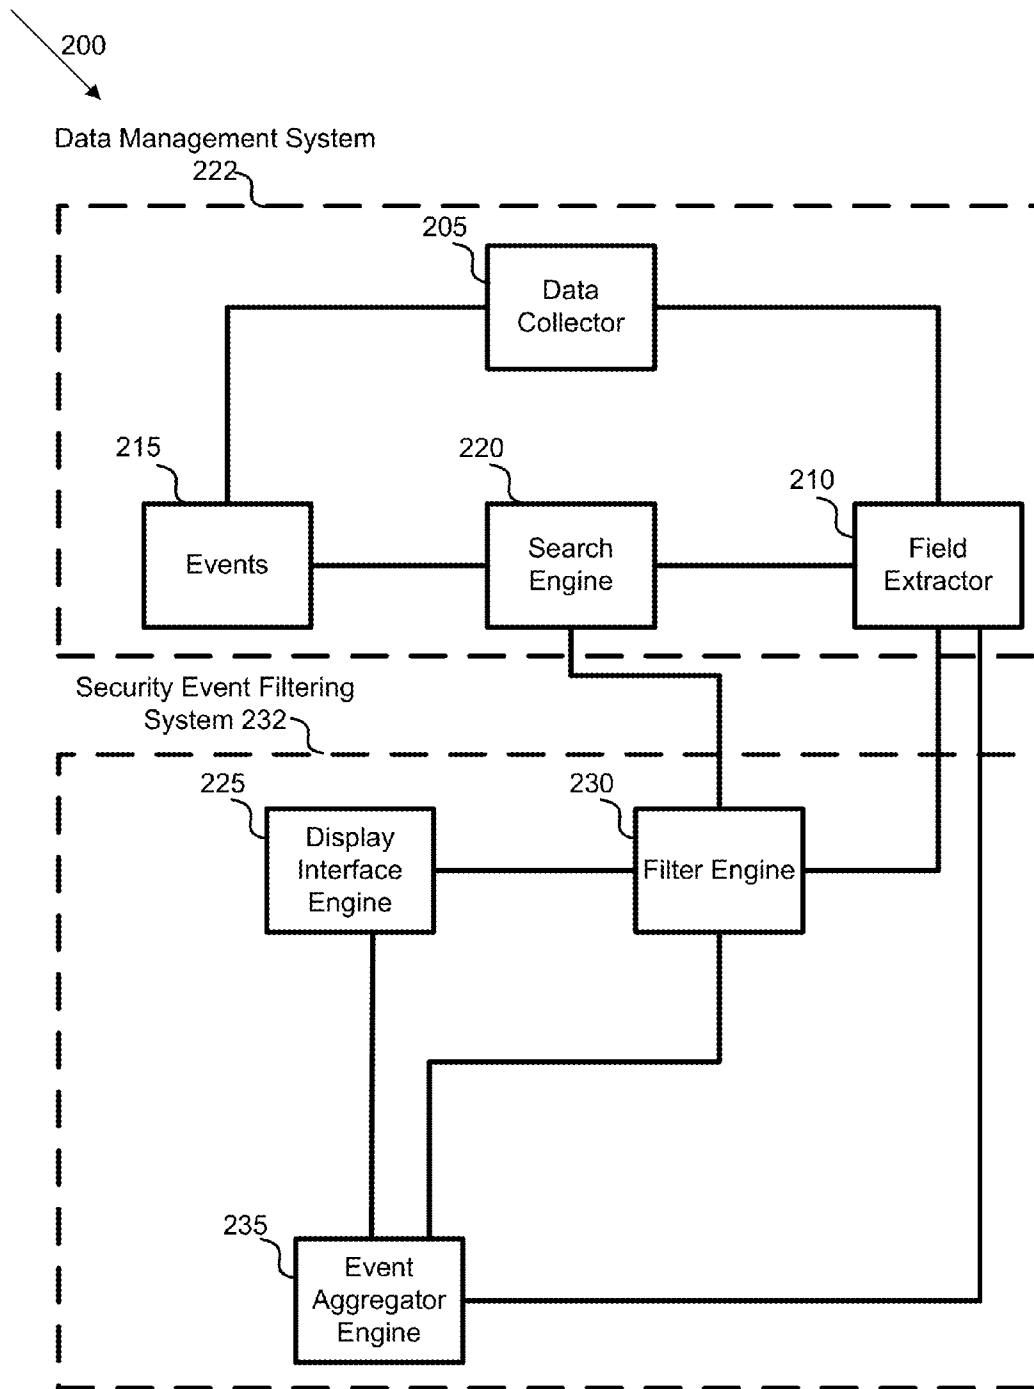 200
Data Management System
222
205
Data
Collector
215
220
210
Events
Search
Engine
Field
Extractor
Security Event Filtering
System 232
225
230
Display
Interface
Engine
Filter Engine
235
Event
Aggregator
Engine